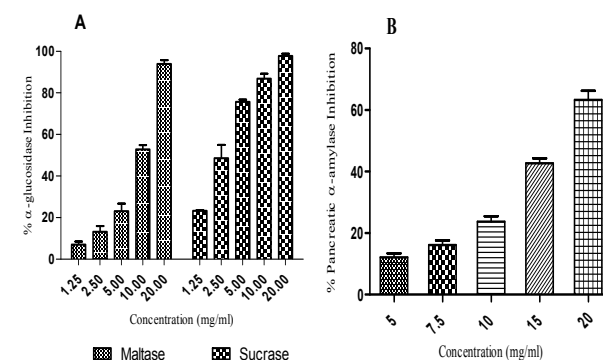 A
% α-glucosidase Inhibition
100
80
60
40
20
0
1.25 2.50 5.00 10.00 20.00 1.25 2.50 5.00 10.00 20.00
Concentration (mg/ml)
Maltase Sucrase
B
% Pancreatic α-amylase Inhibition
80
60
40
20
0
5 7.5 10 15 20
Concentration (mg/ml)